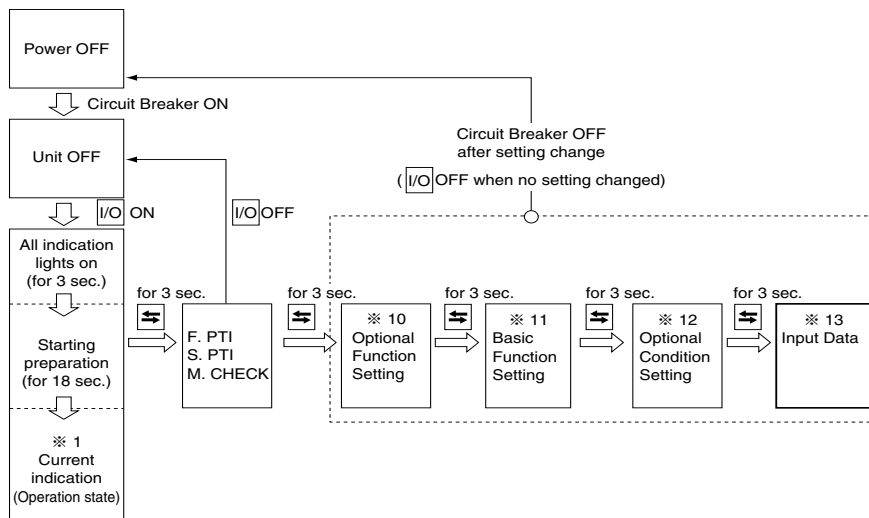 Power OFF
Circuit Breaker ON
Unit OFF
I/O ON
I/O OFF
Circuit Breaker OFF
after setting change
( I/O OFF when no setting changed)
All indication
lights on
(for 3 sec.)
Starting
preparation
(for 18 sec.)
※ 1
Current
indication
(Operation state)
for 3 sec.
F. PTI
S. PTI
M. CHECK
for 3 sec.
※ 10
Optional
Function
Setting
for 3 sec.
※ 11
Basic
Function
Setting
for 3 sec.
※ 12
Optional
Condition
Setting
for 3 sec.
※ 13
Input Data